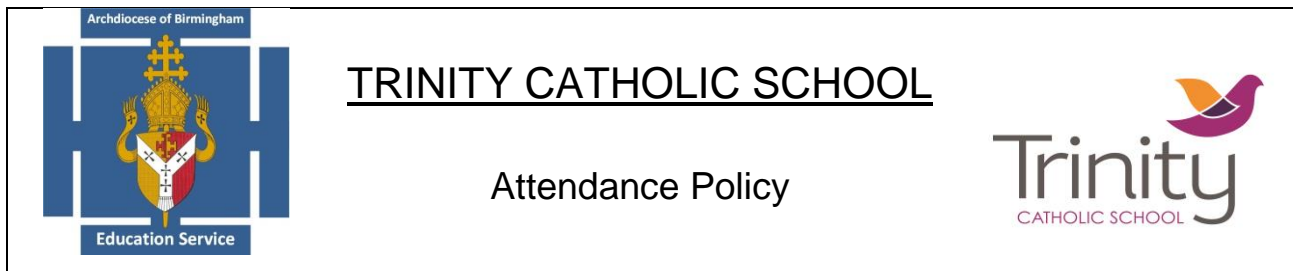 Archdiocese of Birmingham
Education Service
TRINITY CATHOLIC SCHOOL
Attendance Policy
Trinity
CATHOLIC SCHOOL